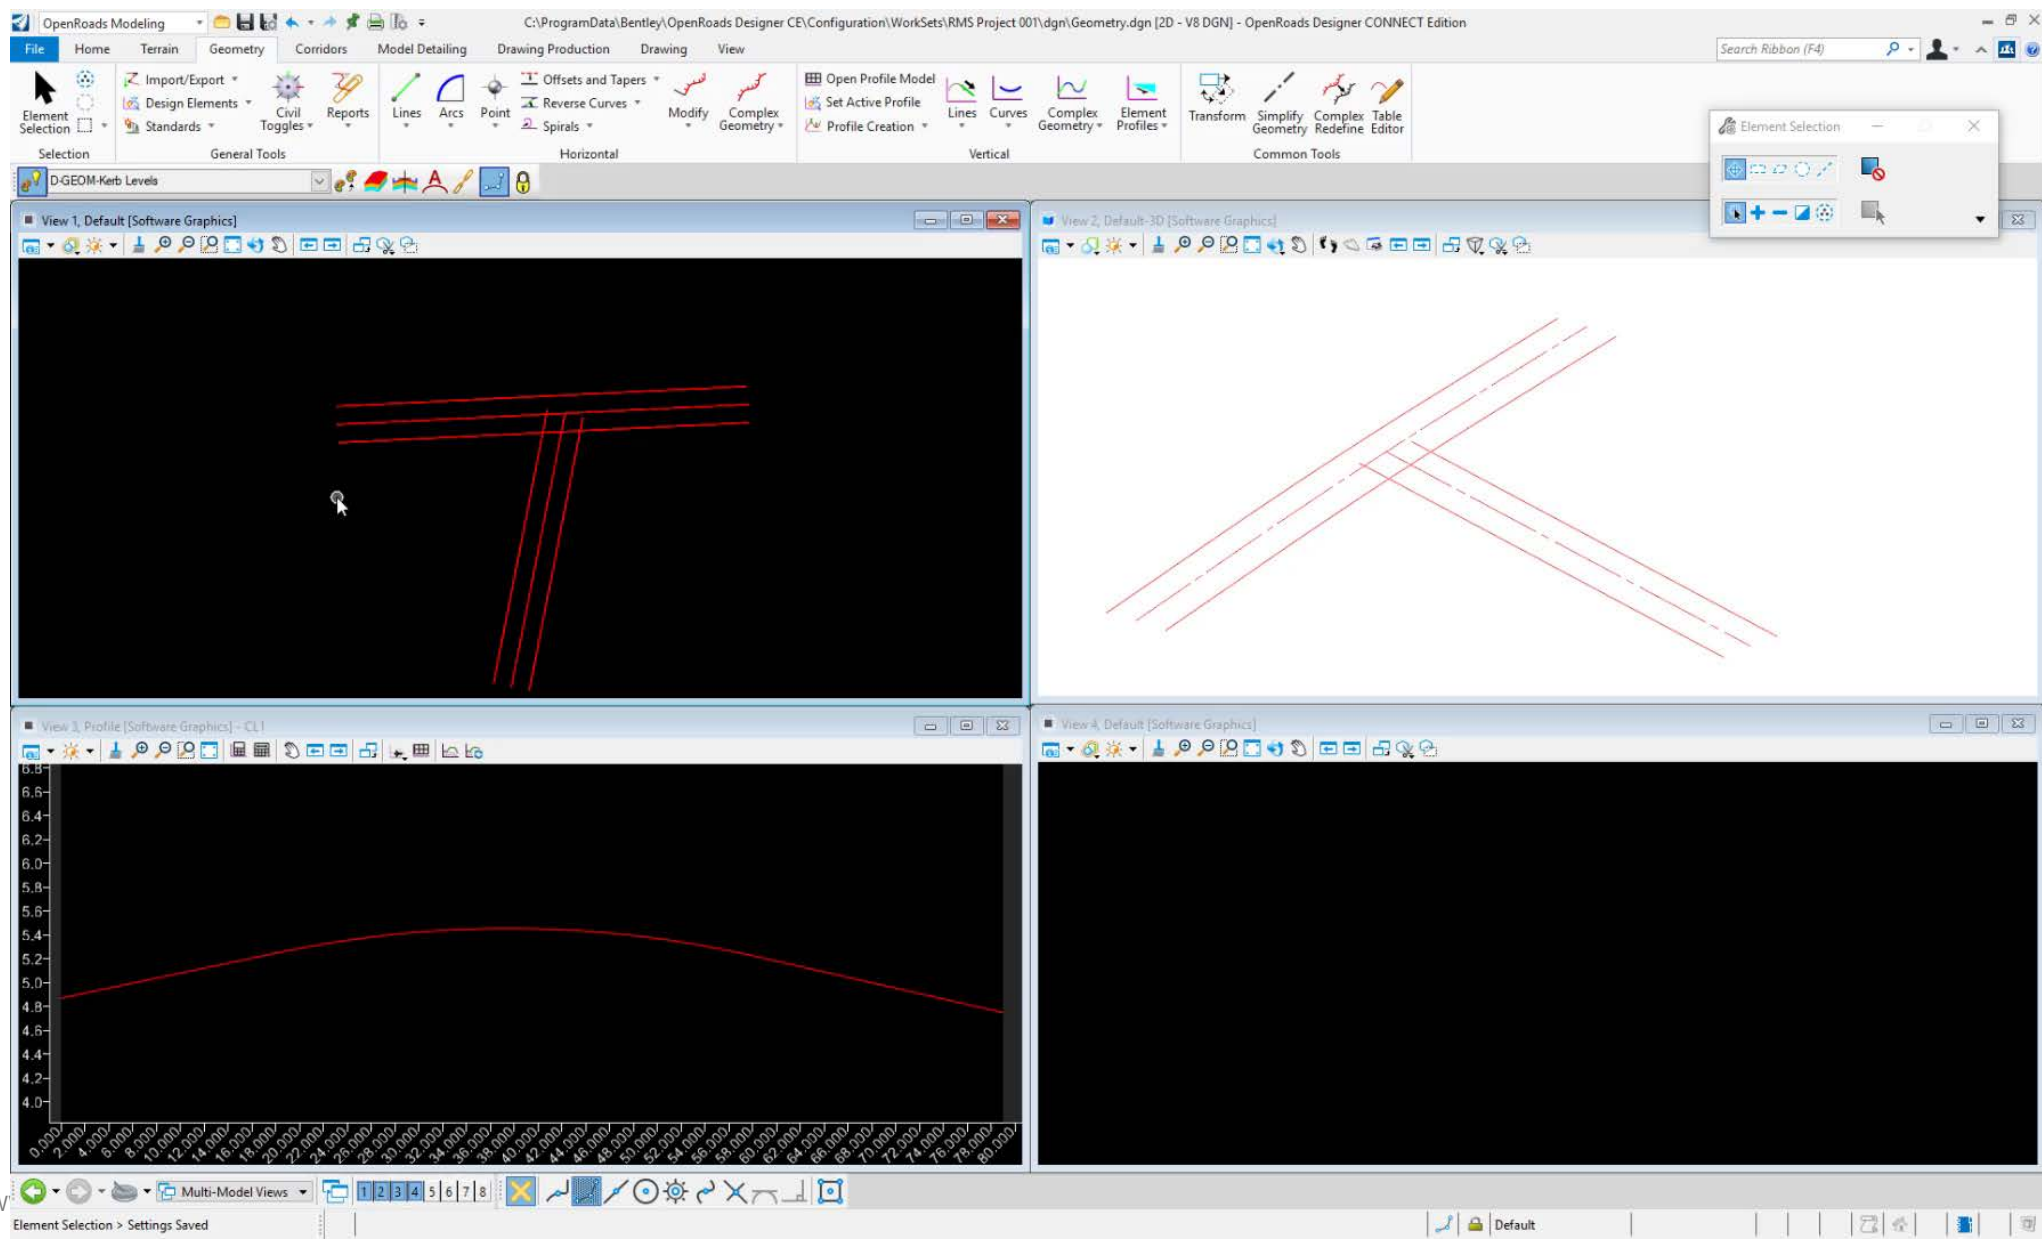 OpenRoads Modeling
C:\ProgramData\Bentley\OpenRoads Designer CE\Configuration\WorkSets\RMS Project 001\dgn\Geometry.dgn [2D - V8 DGN] - OpenRoads Designer CONNECT Edition
File Home Terrain Geometry Corridors Model Detailing Drawing Production Drawing View
Search Ribbon (F4)
Element Selection
Import/Export
Design Elements
Standards
Civil Toggles
Reports
Lines Arcs Point
Offsets and Tapers
Reverse Curves
Spirals
Modify
Complex Geometry
Open Profile Model
Set Active Profile
Profile Creation
Lines Curves
Complex Geometry
Element Profiles
Transform
Simplify Geometry
Complex Redefine
Table Editor
Selection General Tools Horizontal Vertical Common Tools
Element Selection
D-GEOM-Kerb Levels
View 1, Default [Software Graphics]
View 2, Default-3D [Software Graphics]
View 3, Profile [Software Graphics] - CL1
View 4, Default [Software Graphics]
6.8
6.6
6.4
6.2
6.0
5.8
5.6
5.4
5.2
5.0
4.8
4.6
4.4
4.2
4.0
0.000 2.000 4.000 6.000 8.000 10.000 12.000 14.000 16.000 18.000 20.000 22.000 24.000 26.000 28.000 30.000 32.000 34.000 36.000 38.000 40.000 42.000 44.000 46.000 48.000 50.000 52.000 54.000 56.000 58.000 60.000 62.000 64.000 66.000 68.000 70.000 72.000 74.000 76.000 78.000 80.000
Multi-Model Views
1 2 3 4 5 6 7 8
Element Selection > Settings Saved
Default